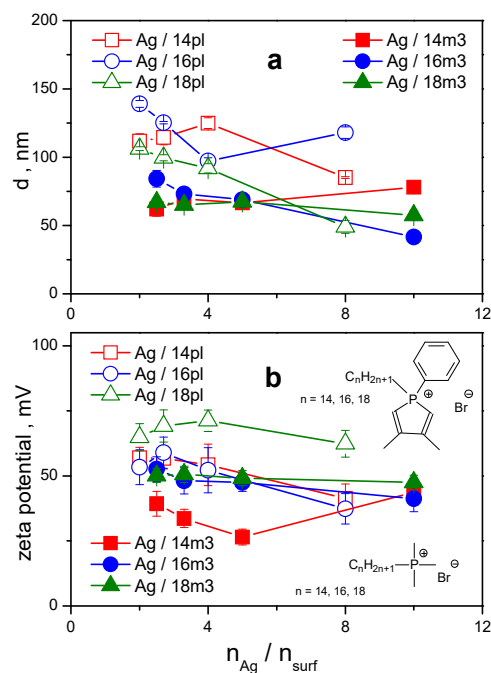 200
150
100
50
0
d , nm
Ag / 14pl
Ag / 16pl
Ag / 18pl
a
Ag / 14m3
Ag / 16m3
Ag / 18m3
0 4 8 12
100
50
0
zeta potential , mV
Ag / 14pl
Ag / 16pl
Ag / 18pl
b
CnH2n+1
P
⊕
Br ⊖
n = 14, 16, 18
Ag / 14m3
Ag / 16m3
Ag / 18m3
CnH2n+1
P
⊕
Br ⊖
n = 14, 16, 18
0 4 8 12
nAg / nsurf